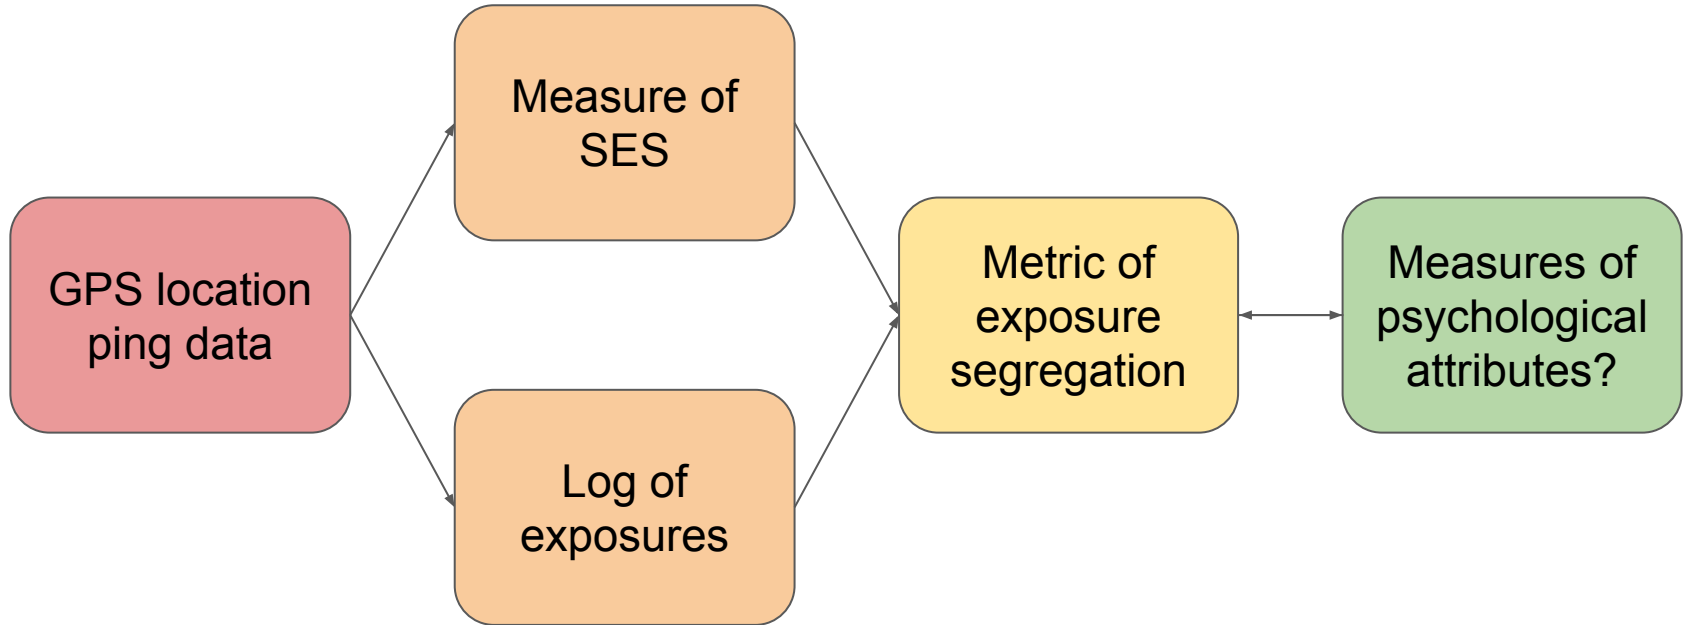 GPS location
ping data
Measure of
SES
Log of
exposures
Metric of
exposure
segregation
Measures of
psychological
attributes?